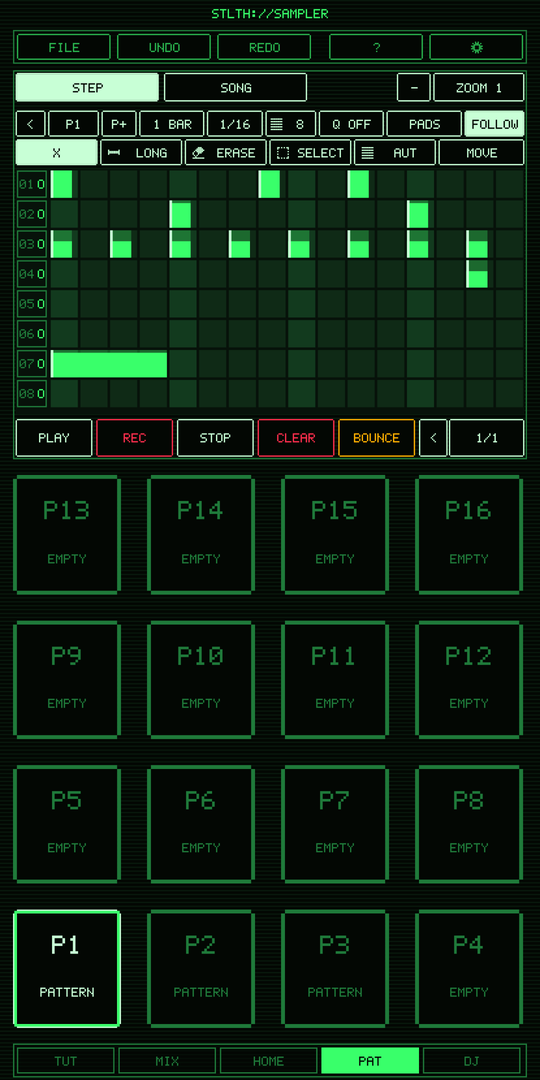 STLTH://SAMPLER
FILE UNDO REDO ?
STEP SONG - ZOOM 1
< P1 P+ 1 BAR 1/16 8 Q OFF PADS FOLLOW
X LONG ERASE SELECT AUT MOVE
01 O
02 O
03 O
04 O
05 O
06 O
07 O
08 O
PLAY REC STOP CLEAR BOUNCE < 1/1
P13 P14 P15 P16
EMPTY EMPTY EMPTY EMPTY
P9 P10 P11 P12
EMPTY EMPTY EMPTY EMPTY
P5 P6 P7 P8
EMPTY EMPTY EMPTY EMPTY
P1 P2 P3 P4
PATTERN PATTERN PATTERN EMPTY
TUT MIX HOME PAT DJ